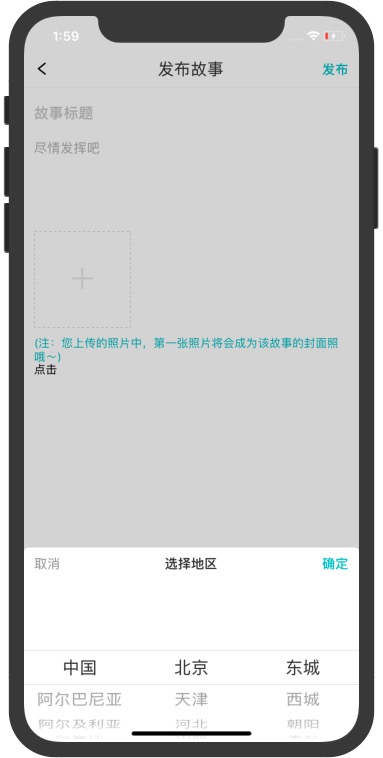 1:59
发布故事 发布
故事标题
尽情发挥吧
(注：您上传的照片中，第一张照片将会成为该故事的封面照
哦～)
点击
取消 选择地区 确定
中国 北京 东城
阿尔巴尼亚 天津 西城
阿尔及利亚 河北 朝阳